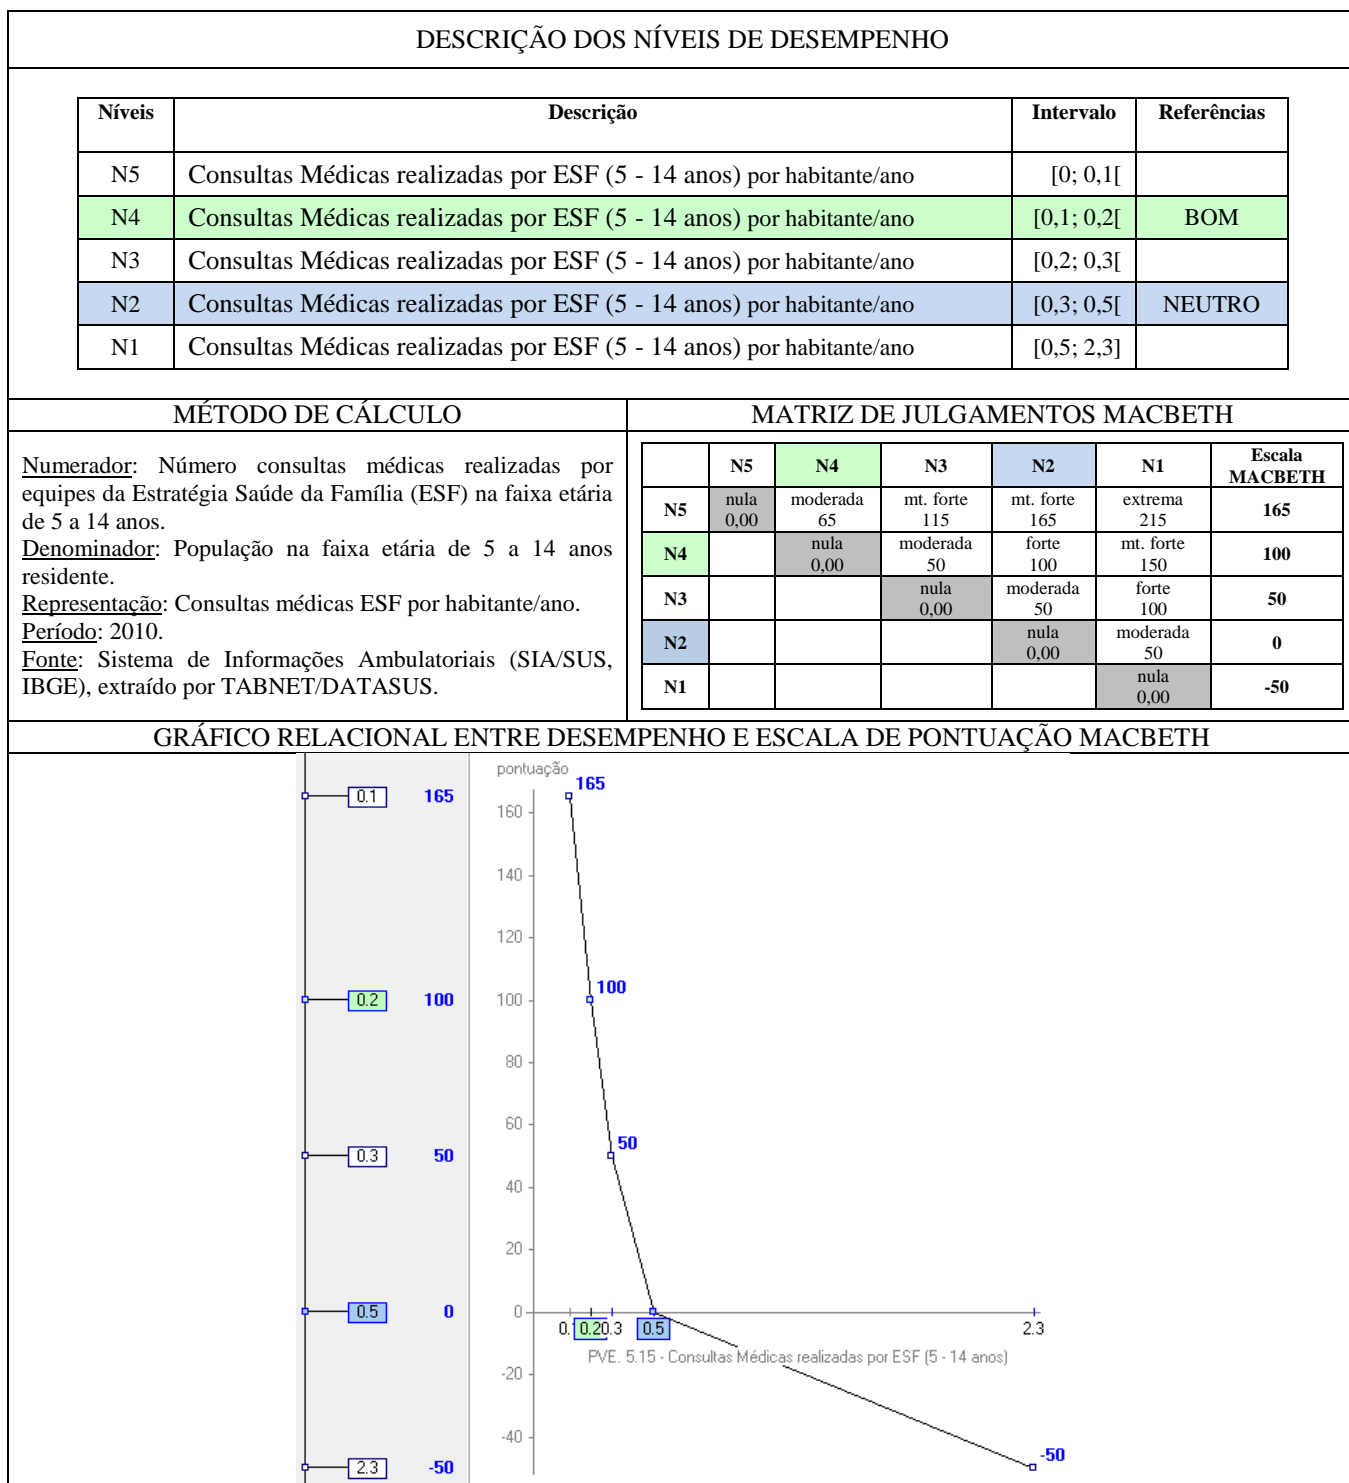 DESCRIÇÃO DOS NÍVEIS DE DESEMPENHO
Níveis Descrição Intervalo Referências
N5 Consultas Médicas realizadas por ESF (5 - 14 anos) por habitante/ano [0; 0,1[
N4 Consultas Médicas realizadas por ESF (5 - 14 anos) por habitante/ano [0,1; 0,2[ BOM
N3 Consultas Médicas realizadas por ESF (5 - 14 anos) por habitante/ano [0,2; 0,3[
N2 Consultas Médicas realizadas por ESF (5 - 14 anos) por habitante/ano [0,3; 0,5[ NEUTRO
N1 Consultas Médicas realizadas por ESF (5 - 14 anos) por habitante/ano [0,5; 2,3]
MÉTODO DE CÁLCULO
Numerador: Número consultas médicas realizadas por
equipes da Estratégia Saúde da Família (ESF) na faixa etária
de 5 a 14 anos.
Denominador: População na faixa etária de 5 a 14 anos
residente.
Representação: Consultas médicas ESF por habitante/ano.
Período: 2010.
Fonte: Sistema de Informações Ambulatoriais (SIA/SUS,
IBGE), extraído por TABNET/DATASUS.
MATRIZ DE JULGAMENTOS MACBETH
N5 N4 N3 N2 N1 Escala
MACBETH
nula moderada mt. forte mt. forte extrema
N5 0,00 65 115 165 215 165
nula moderada forte mt. forte
N4 0,00 50 100 150 100
nula moderada forte
N3 0,00 50 100 50
nula moderada
N2 0,00 50 0
nula
N1 0,00 -50
GRÁFICO RELACIONAL ENTRE DESEMPENHO E ESCALA DE PONTUAÇÃO MACBETH
0.1 165
0.2 100
0.3 50
0.5 0
2.3 -50
pontuação
165
160
140
120
100
100
80
60
50
40
20
0
0. 0.2 0.3 0.5 2.3
PVE. 5.15 - Consultas Médicas realizadas por ESF (5 - 14 anos)
-20
-40
-50